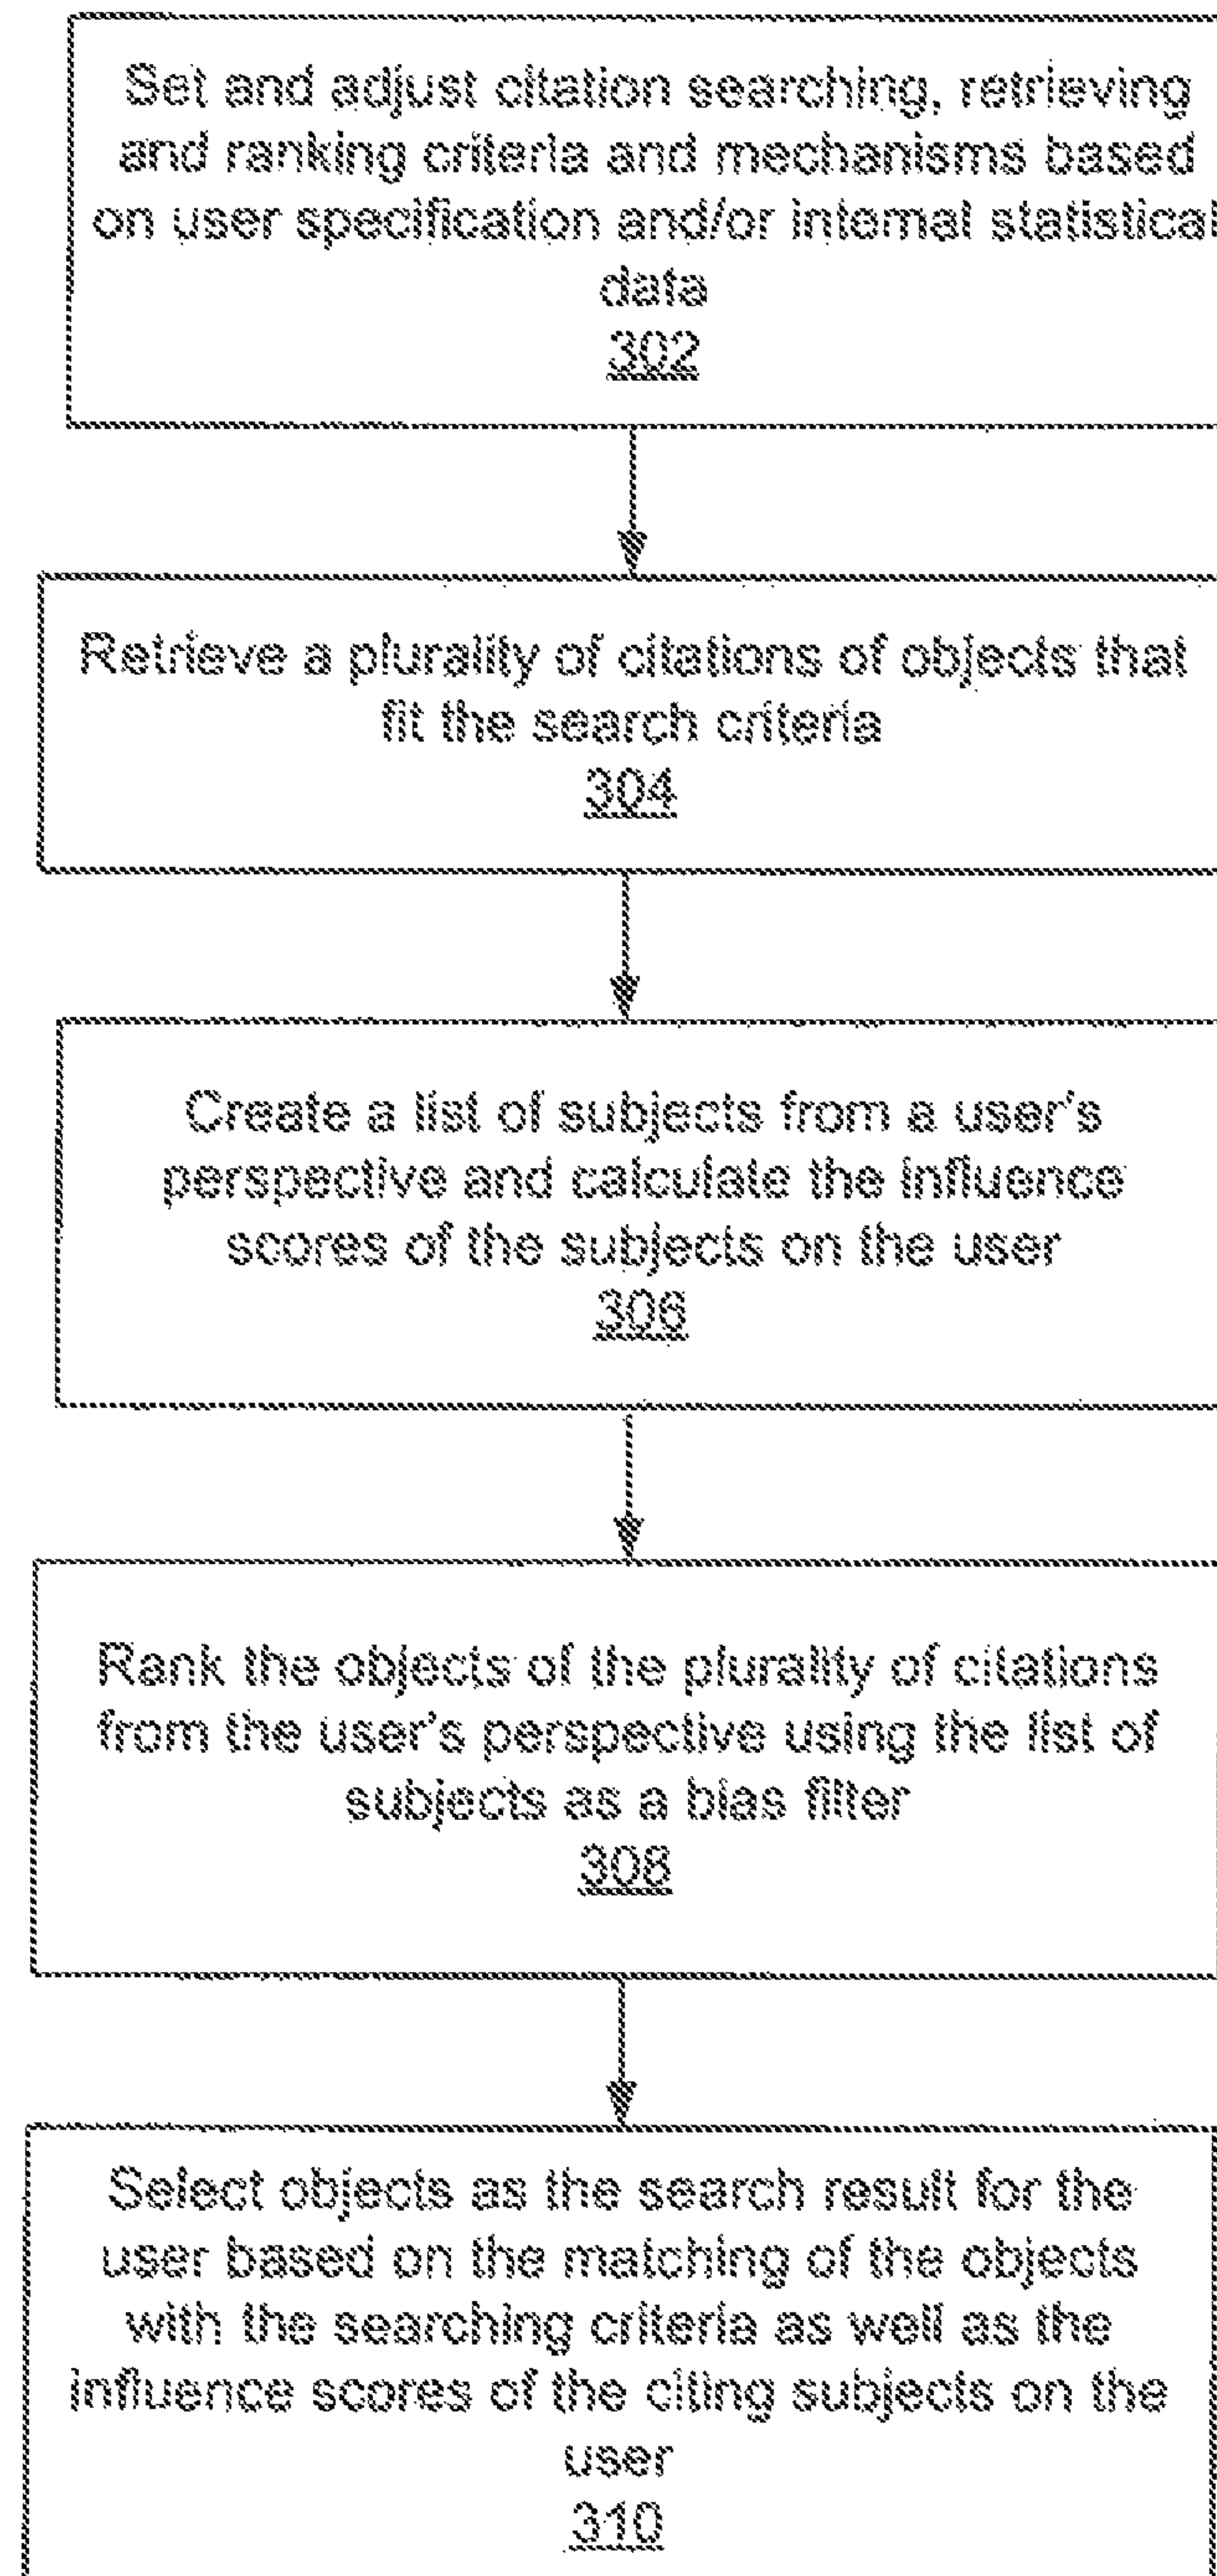 Set and adjust citation searching, retrieving
and ranking criteria and mechanisms based
on user specification and/or internal statistical
data
302
Retrieve a plurality of citations of objects that
fit the search criteria
304
Create a list of subjects from a user's
perspective and calculate the influence
scores of the subjects on the user
306
Rank the objects of the plurality of citations
from the user's perspective using the list of
subjects as a bias filter
308
Select objects as the search result for the
user based on the matching of the objects
with the searching criteria as well as the
influence scores of the citing subjects on the
user
310